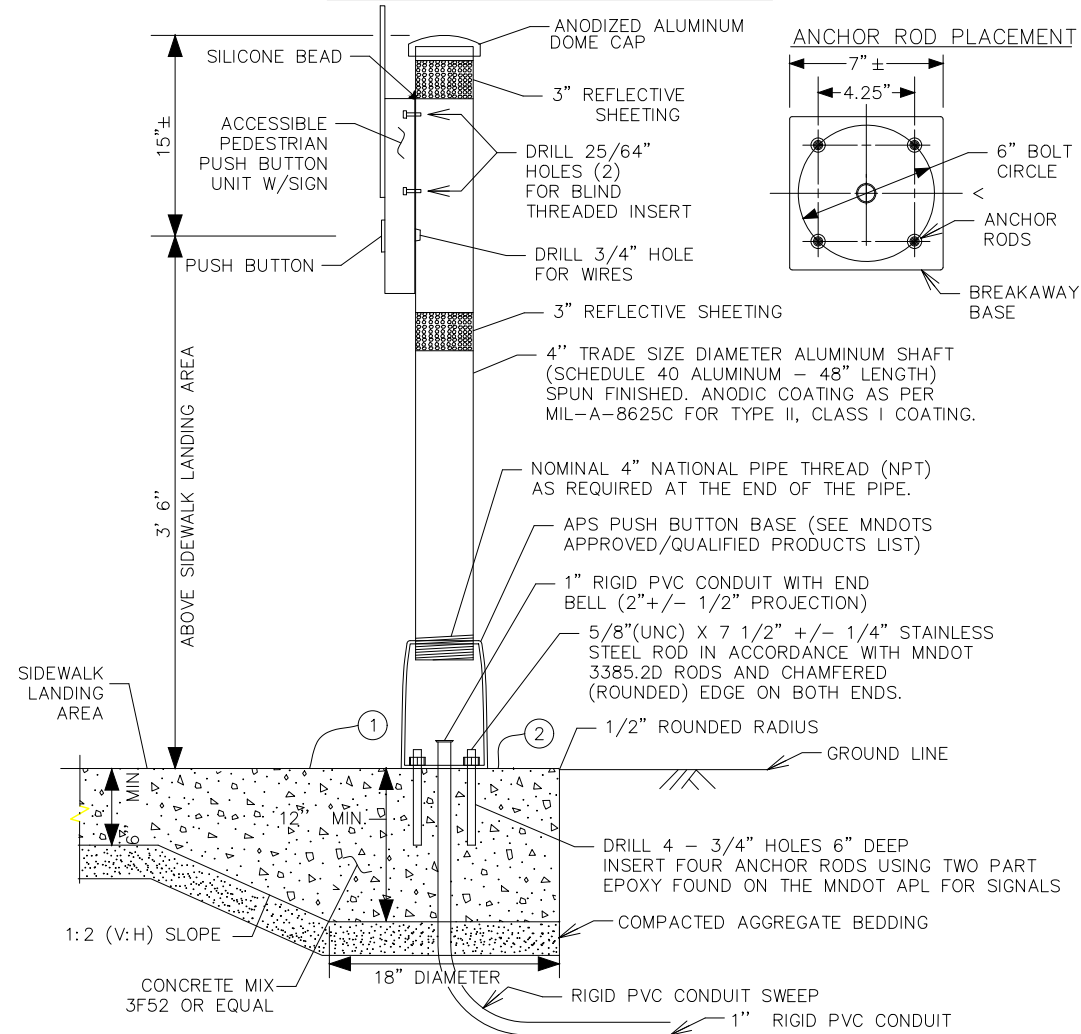 ANODIZED ALUMINUM
DOME CAP
SILICONE BEAD
3" REFLECTIVE
SHEETING
15"±
ACCESSIBLE
PEDESTRIAN
PUSH BUTTON
UNIT W/SIGN
DRILL 25/64"
HOLES (2)
FOR BLIND
THREADED INSERT
PUSH BUTTON
DRILL 3/4" HOLE
FOR WIRES
ANCHOR ROD PLACEMENT
7" ±
4.25"
6" BOLT
CIRCLE
<
ANCHOR
RODS
BREAKAWAY
BASE
3" REFLECTIVE SHEETING
4" TRADE SIZE DIAMETER ALUMINUM SHAFT
(SCHEDULE 40 ALUMINUM – 48" LENGTH)
SPUN FINISHED. ANODIC COATING AS PER
MIL–A–8625C FOR TYPE II, CLASS I COATING.
3' 6"
ABOVE SIDEWALK LANDING AREA
NOMINAL 4" NATIONAL PIPE THREAD (NPT)
AS REQUIRED AT THE END OF THE PIPE.
APS PUSH BUTTON BASE (SEE MNDOTS
APPROVED/QUALIFIED PRODUCTS LIST)
1" RIGID PVC CONDUIT WITH END
BELL (2"+/– 1/2" PROJECTION)
5/8"(UNC) X 7 1/2" +/– 1/4" STAINLESS
STEEL ROD IN ACCORDANCE WITH MNDOT
3385.2D RODS AND CHAMFERED
(ROUNDED) EDGE ON BOTH ENDS.
SIDEWALK
LANDING
AREA
1
2
1/2" ROUNDED RADIUS
GROUND LINE
6" MIN
12" MIN.
DRILL 4 – 3/4" HOLES 6" DEEP
INSERT FOUR ANCHOR RODS USING TWO PART
EPOXY FOUND ON THE MNDOT APL FOR SIGNALS
COMPACTED AGGREGATE BEDDING
1:2 (V:H) SLOPE
18" DIAMETER
CONCRETE MIX
3F52 OR EQUAL
RIGID PVC CONDUIT SWEEP
1" RIGID PVC CONDUIT